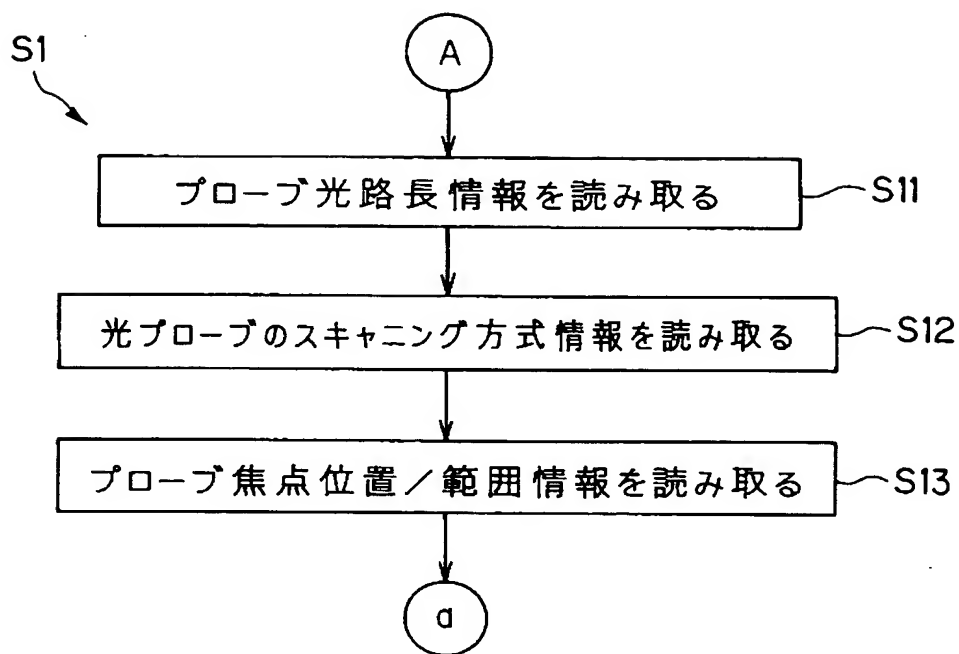 S1
A
プローブ光路長情報を読み取る
S11
光プローブのスキャニング方式情報を読み取る
S12
プローブ焦点位置/範囲情報を読み取る
S13
a